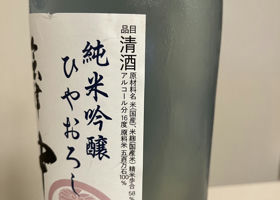 品目 清酒
原材料名 米(国産)、米麹(国産米) 精米歩合 58%
アルコール分 16度 原料米 五百万石100%
純米吟醸
ひやおろし